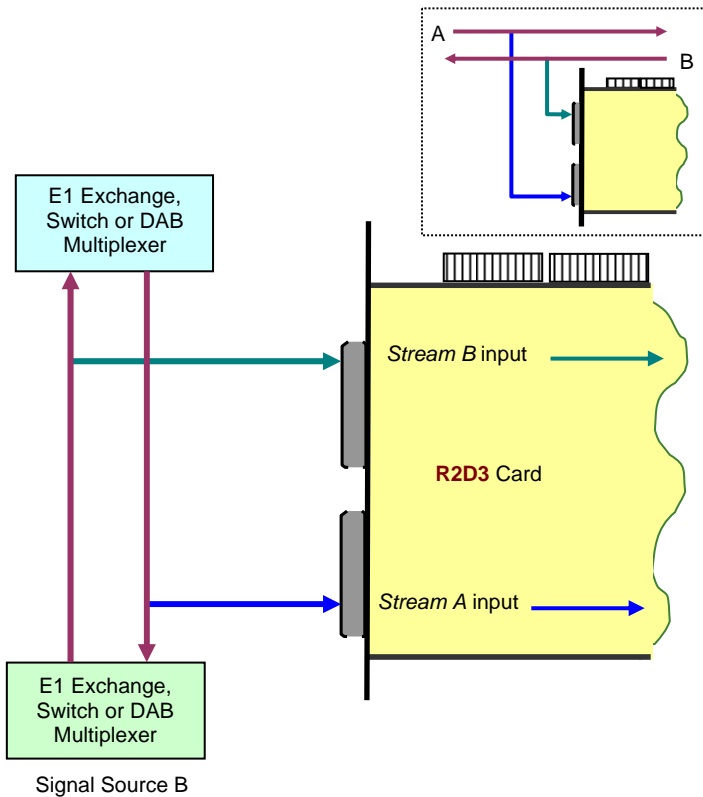 A
B
E1 Exchange,
Switch or DAB
Multiplexer
Stream B input
R2D3 Card
Stream A input
E1 Exchange,
Switch or DAB
Multiplexer
Signal Source B